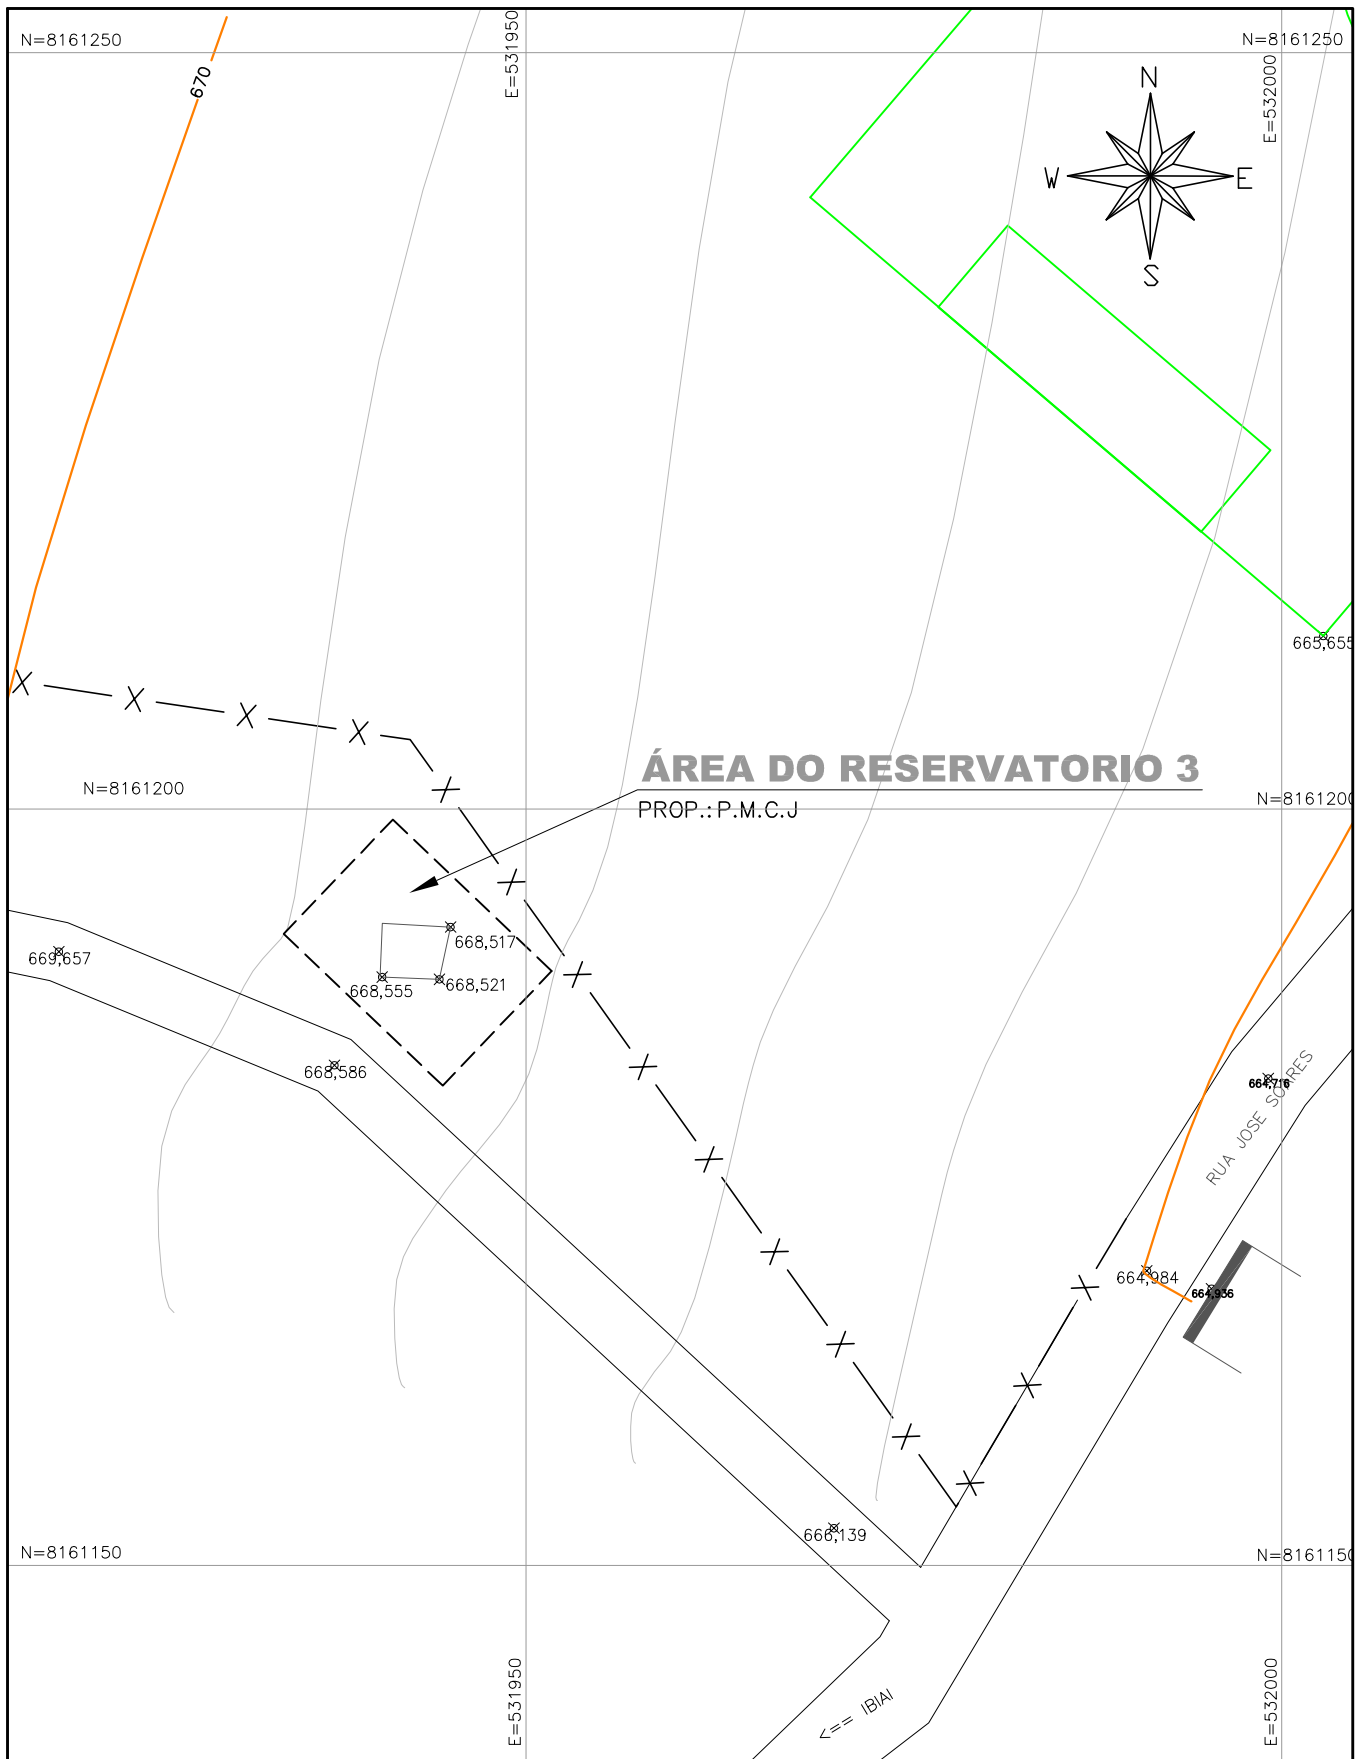 N=8161250
E=531950
N=8161250
E=532000
670
N
W
E
S
665,655
ÁREA DO RESERVATORIO 3
PROP.: P.M.C.J
N=8161200
N=8161200
669,657
668,517
668,555
668,521
668,586
664,716
RUA JOSE SOARES
664,984
664,936
666,139
N=8161150
N=8161150
E=531950
E=532000
<== IBIAI